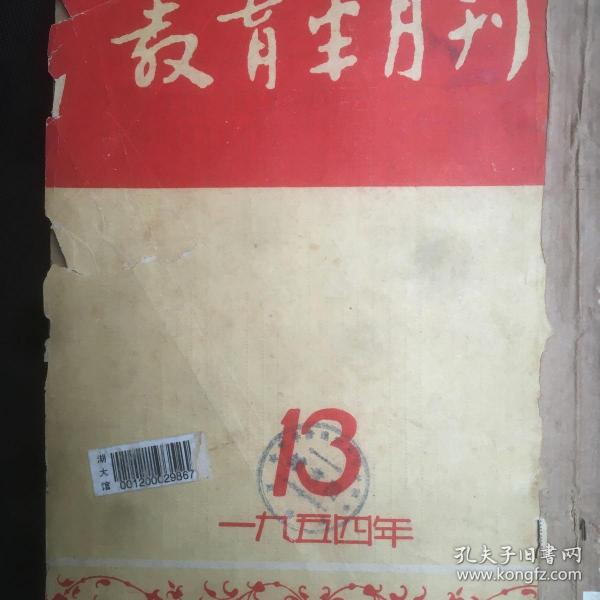 教育半月刊
13
一九五四年
湖大馆
001200029867
孔夫子旧书网
www.kongfz.com